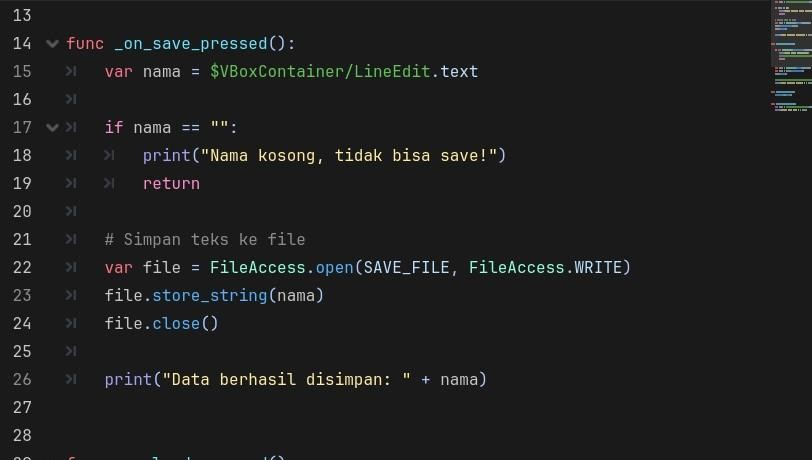 13
14 func _on_save_pressed():
15 var nama = $VBoxContainer/LineEdit.text
16
17 if nama == "":
18 print("Nama kosong, tidak bisa save!")
19 return
20
21 # Simpan teks ke file
22 var file = FileAccess.open(SAVE_FILE, FileAccess.WRITE)
23 file.store_string(nama)
24 file.close()
25
26 print("Data berhasil disimpan: " + nama)
27
28